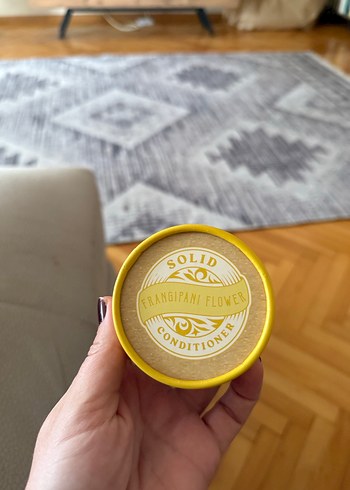 SOLID
FRANGIPANI FLOWER
CONDITIONER